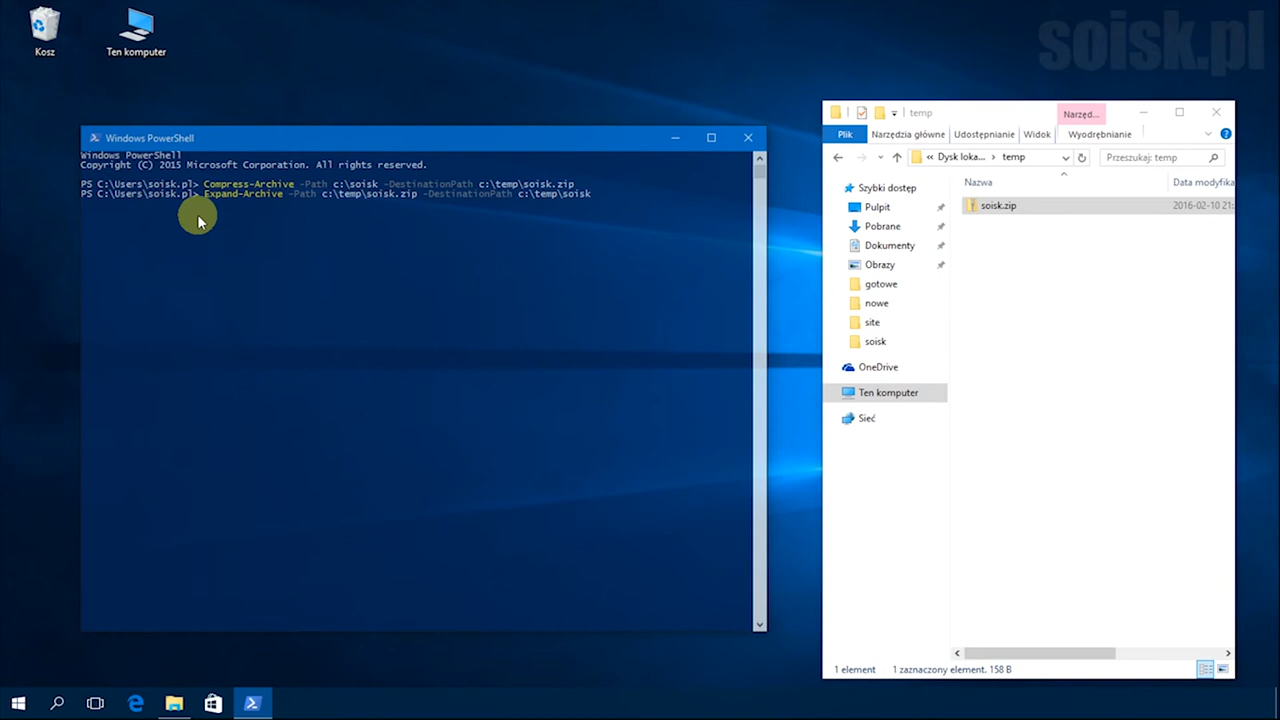 soisk.pl
Kosz
Ten komputer
Windows PowerShell
Windows PowerShell
Copyright (C) 2015 Microsoft Corporation. All rights reserved.
PS C:\Users\soisk.pl> Compress-Archive -Path c:\soisk -DestinationPath c:\temp\soisk.zip
PS C:\Users\soisk.pl> Expand-Archive -Path c:\temp\soisk.zip -DestinationPath c:\temp\soisk
temp
Narzęd...
Plik
Narzędzia główne
Udostępnianie
Widok
Wyodrębnianie
« Dysk loka... > temp
Przeszukaj: temp
Nazwa
Data modyfika
soisk.zip
2016-02-10 21:
Szybki dostęp
Pulpit
Pobrane
Dokumenty
Obrazy
gotowe
nowe
site
soisk
OneDrive
Ten komputer
Sieć
1 element
1 zaznaczony element. 158 B